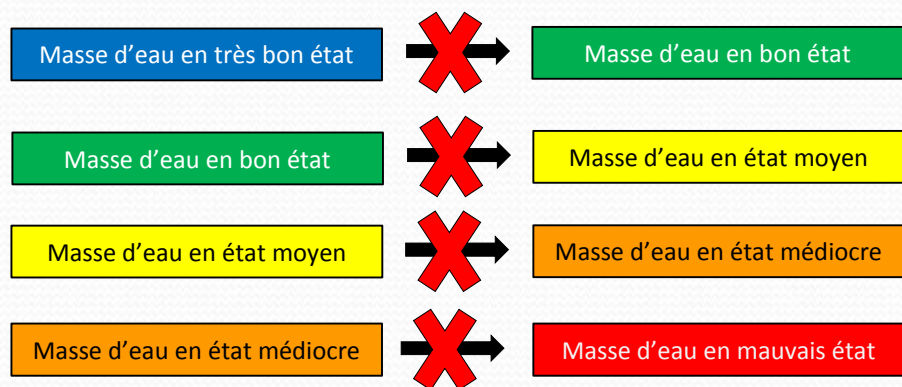 Masse d’eau en très bon état
Masse d’eau en bon état
Masse d’eau en bon état
Masse d’eau en état moyen
Masse d’eau en état moyen
Masse d’eau en état médiocre
Masse d’eau en état médiocre
Masse d’eau en mauvais état